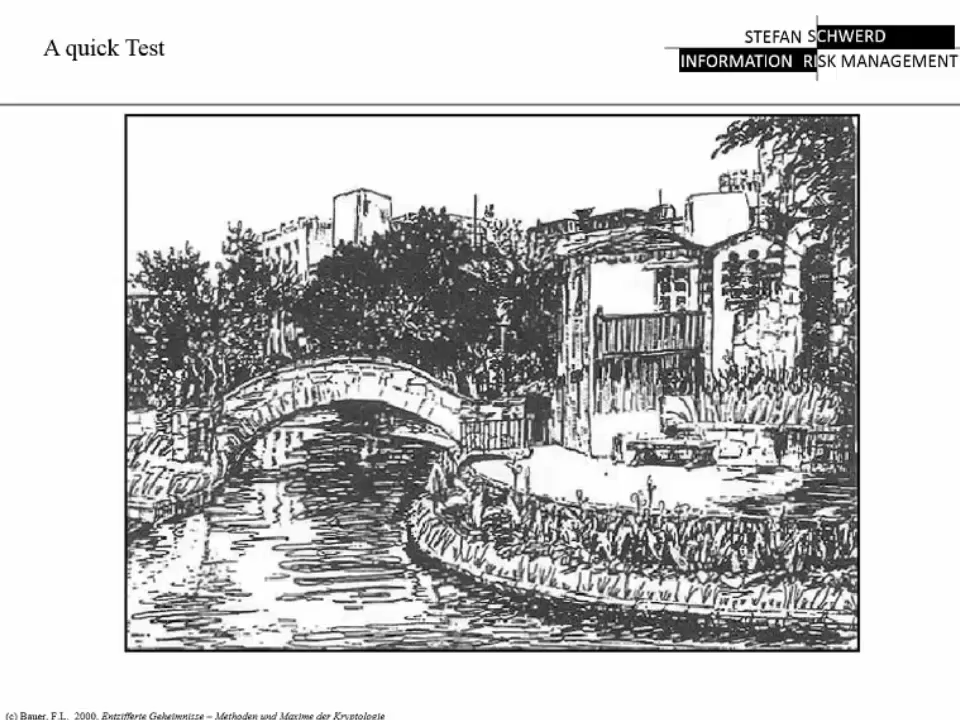 A quick Test
STEFAN SCHWERD
INFORMATION RISK MANAGEMENT
(c) Bauer, F.L. 2000. Entzifferte Geheimnisse – Methoden und Maxime der Kryptologie